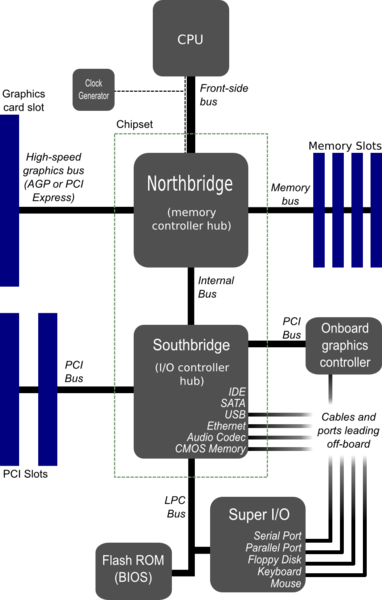 CPU
Clock
Generator
Front-side
bus
Graphics
card slot
Chipset
High-speed
graphics bus
(AGP or PCI
Express)
Northbridge
(memory
controller hub)
Memory Slots
Memory
bus
Internal
Bus
Southbridge
(I/O controller
hub)
PCI
Bus
Onboard
graphics
controller
PCI
Bus
IDE
SATA
USB
Ethernet
Audio Codec
CMOS Memory
Cables and
ports leading
off-board
PCI Slots
LPC
Bus
Super I/O
Serial Port
Parallel Port
Floppy Disk
Keyboard
Mouse
Flash ROM
(BIOS)